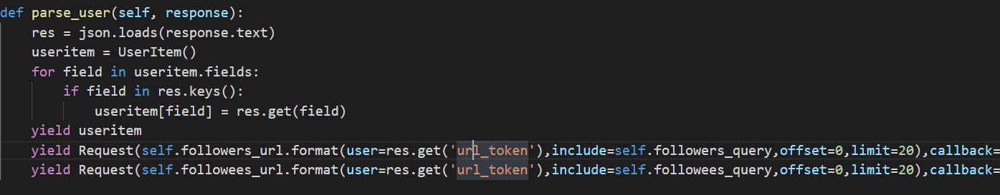 def parse_user(self, response):
    res = json.loads(response.text)
    useritem = UserItem()
    for field in useritem.fields:
        if field in res.keys():
            useritem[field] = res.get(field)
    yield useritem
    yield Request(self.followers_url.format(user=res.get('url_token'),include=self.followers_query,offset=0,limit=20),callback=
    yield Request(self.followees_url.format(user=res.get('url_token'),include=self.followees_query,offset=0,limit=20),callback=